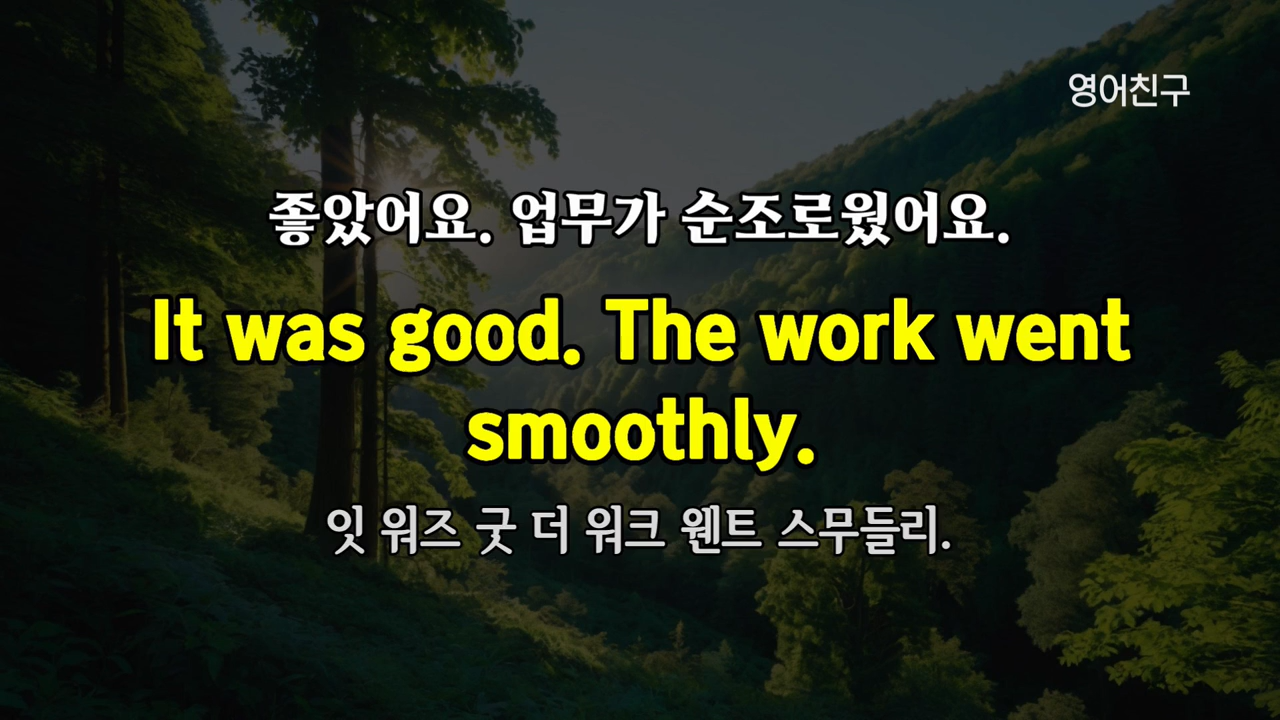 영어친구
좋았어요. 업무가 순조로웠어요.
It was good. The work went
smoothly.
잇 워즈 굿 더 워크 웬트 스무들리.